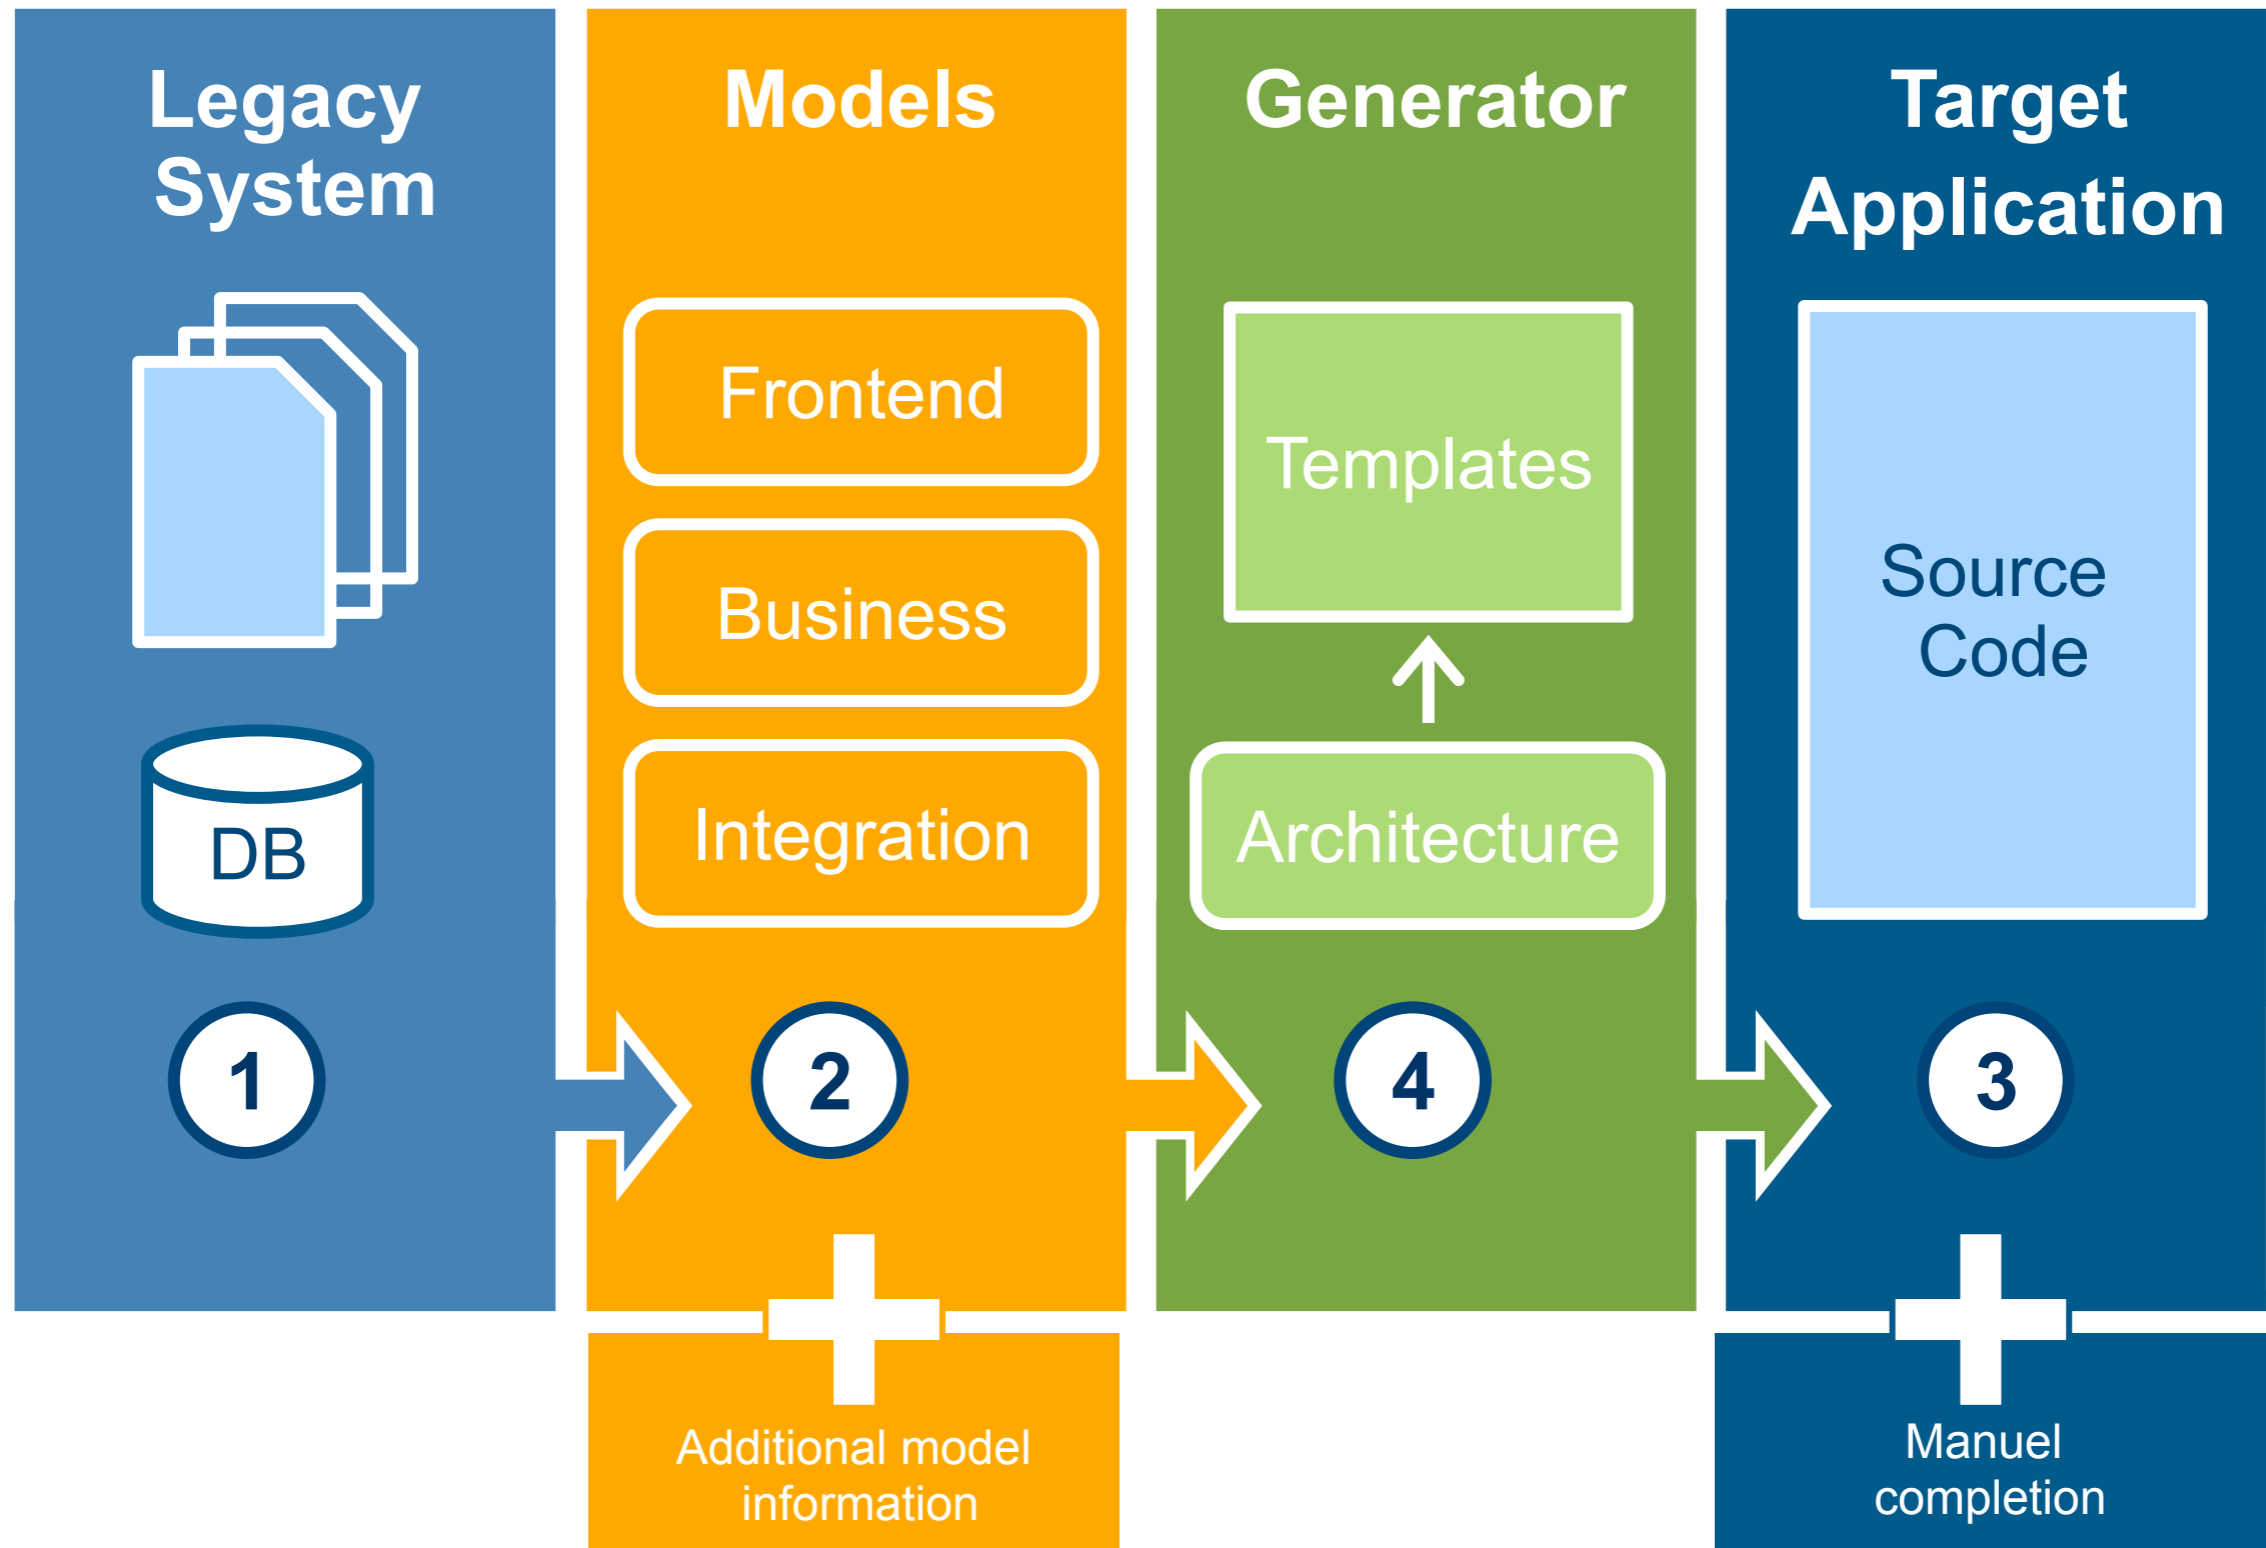 Legacy
System
DB
1
Models
Frontend
Business
Integration
2
Additional model
information
Generator
Templates
Architecture
4
Target
Application
Source
Code
3
Manuel
completion